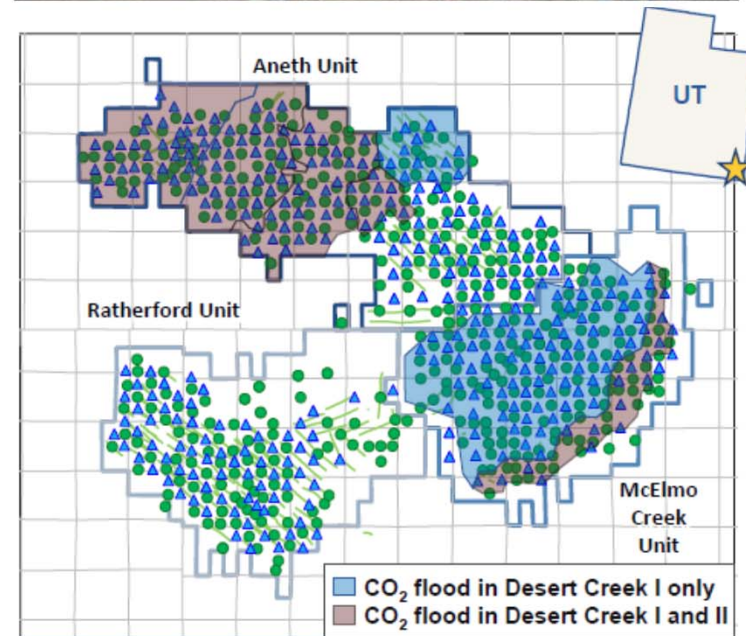 Aneth Unit
UT
Ratherford Unit
McElmo
Creek
Unit
CO₂ flood in Desert Creek I only
CO₂ flood in Desert Creek I and II